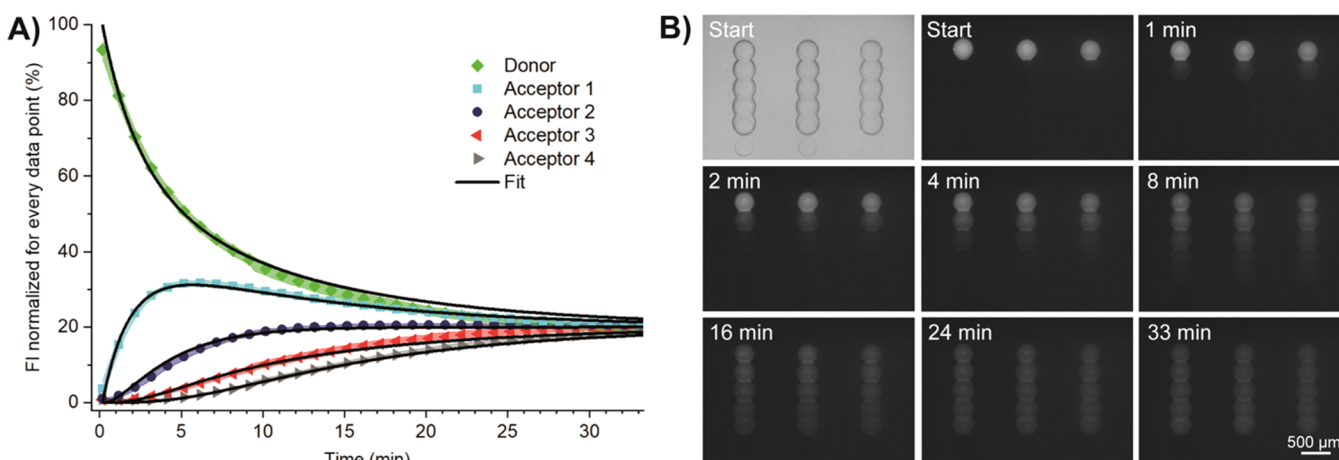 A)
FI normalized for every data point (%)
100
80
60
40
20
0
0 5 10 15 20 25 30
Time (min)
Donor
Acceptor 1
Acceptor 2
Acceptor 3
Acceptor 4
Fit
B)
Start
Start
1 min
2 min
4 min
8 min
16 min
24 min
33 min
500 µm